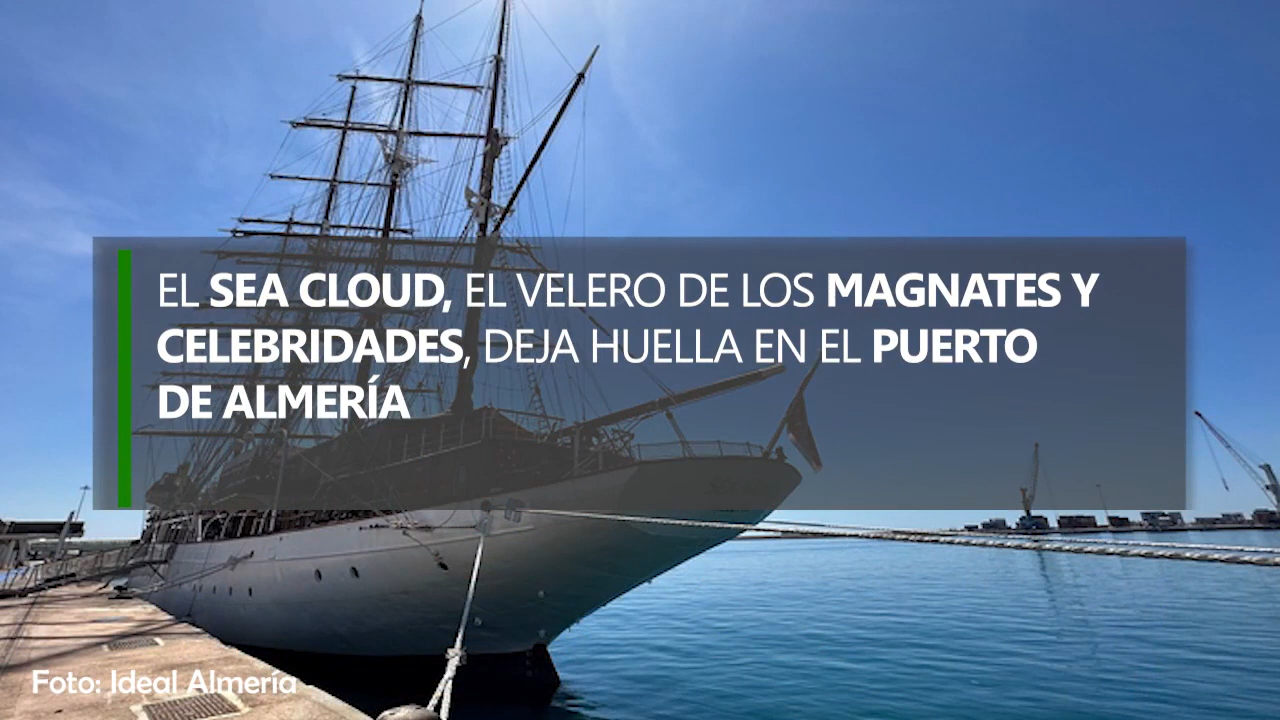 EL SEA CLOUD, EL VELERO DE LOS MAGNATES Y
CELEBRIDADES, DEJA HUELLA EN EL PUERTO
DE ALMERÍA
Foto: Ideal Almería